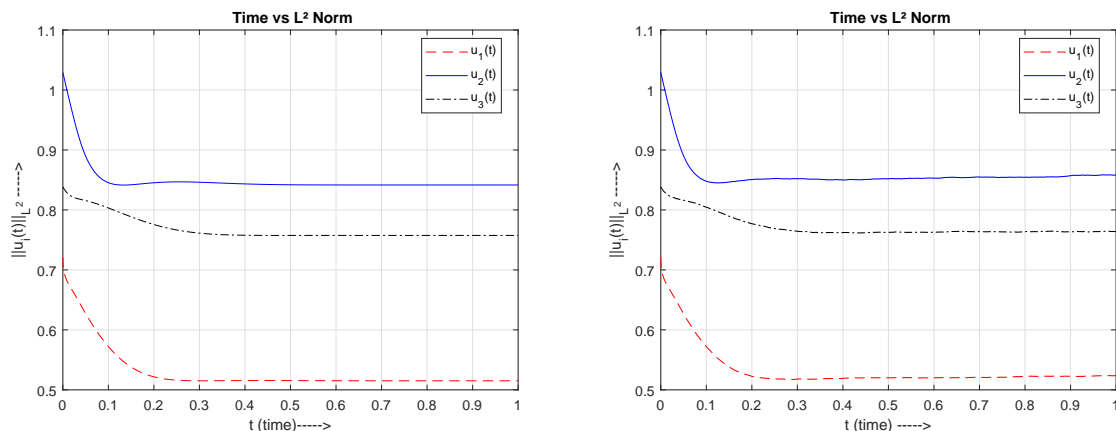 Time vs L² Norm
1.1
1
0.9
0.8
0.7
0.6
0.5
||u_i(t)||_L² ----->
u_1(t)
u_2(t)
u_3(t)
0 0.1 0.2 0.3 0.4 0.5 0.6 0.7 0.8 0.9 1
t (time)----->
Time vs L² Norm
1.1
1
0.9
0.8
0.7
0.6
0.5
||u_i(t)||_L² ----->
u_1(t)
u_2(t)
u_3(t)
0 0.1 0.2 0.3 0.4 0.5 0.6 0.7 0.8 0.9 1
t (time) ----->